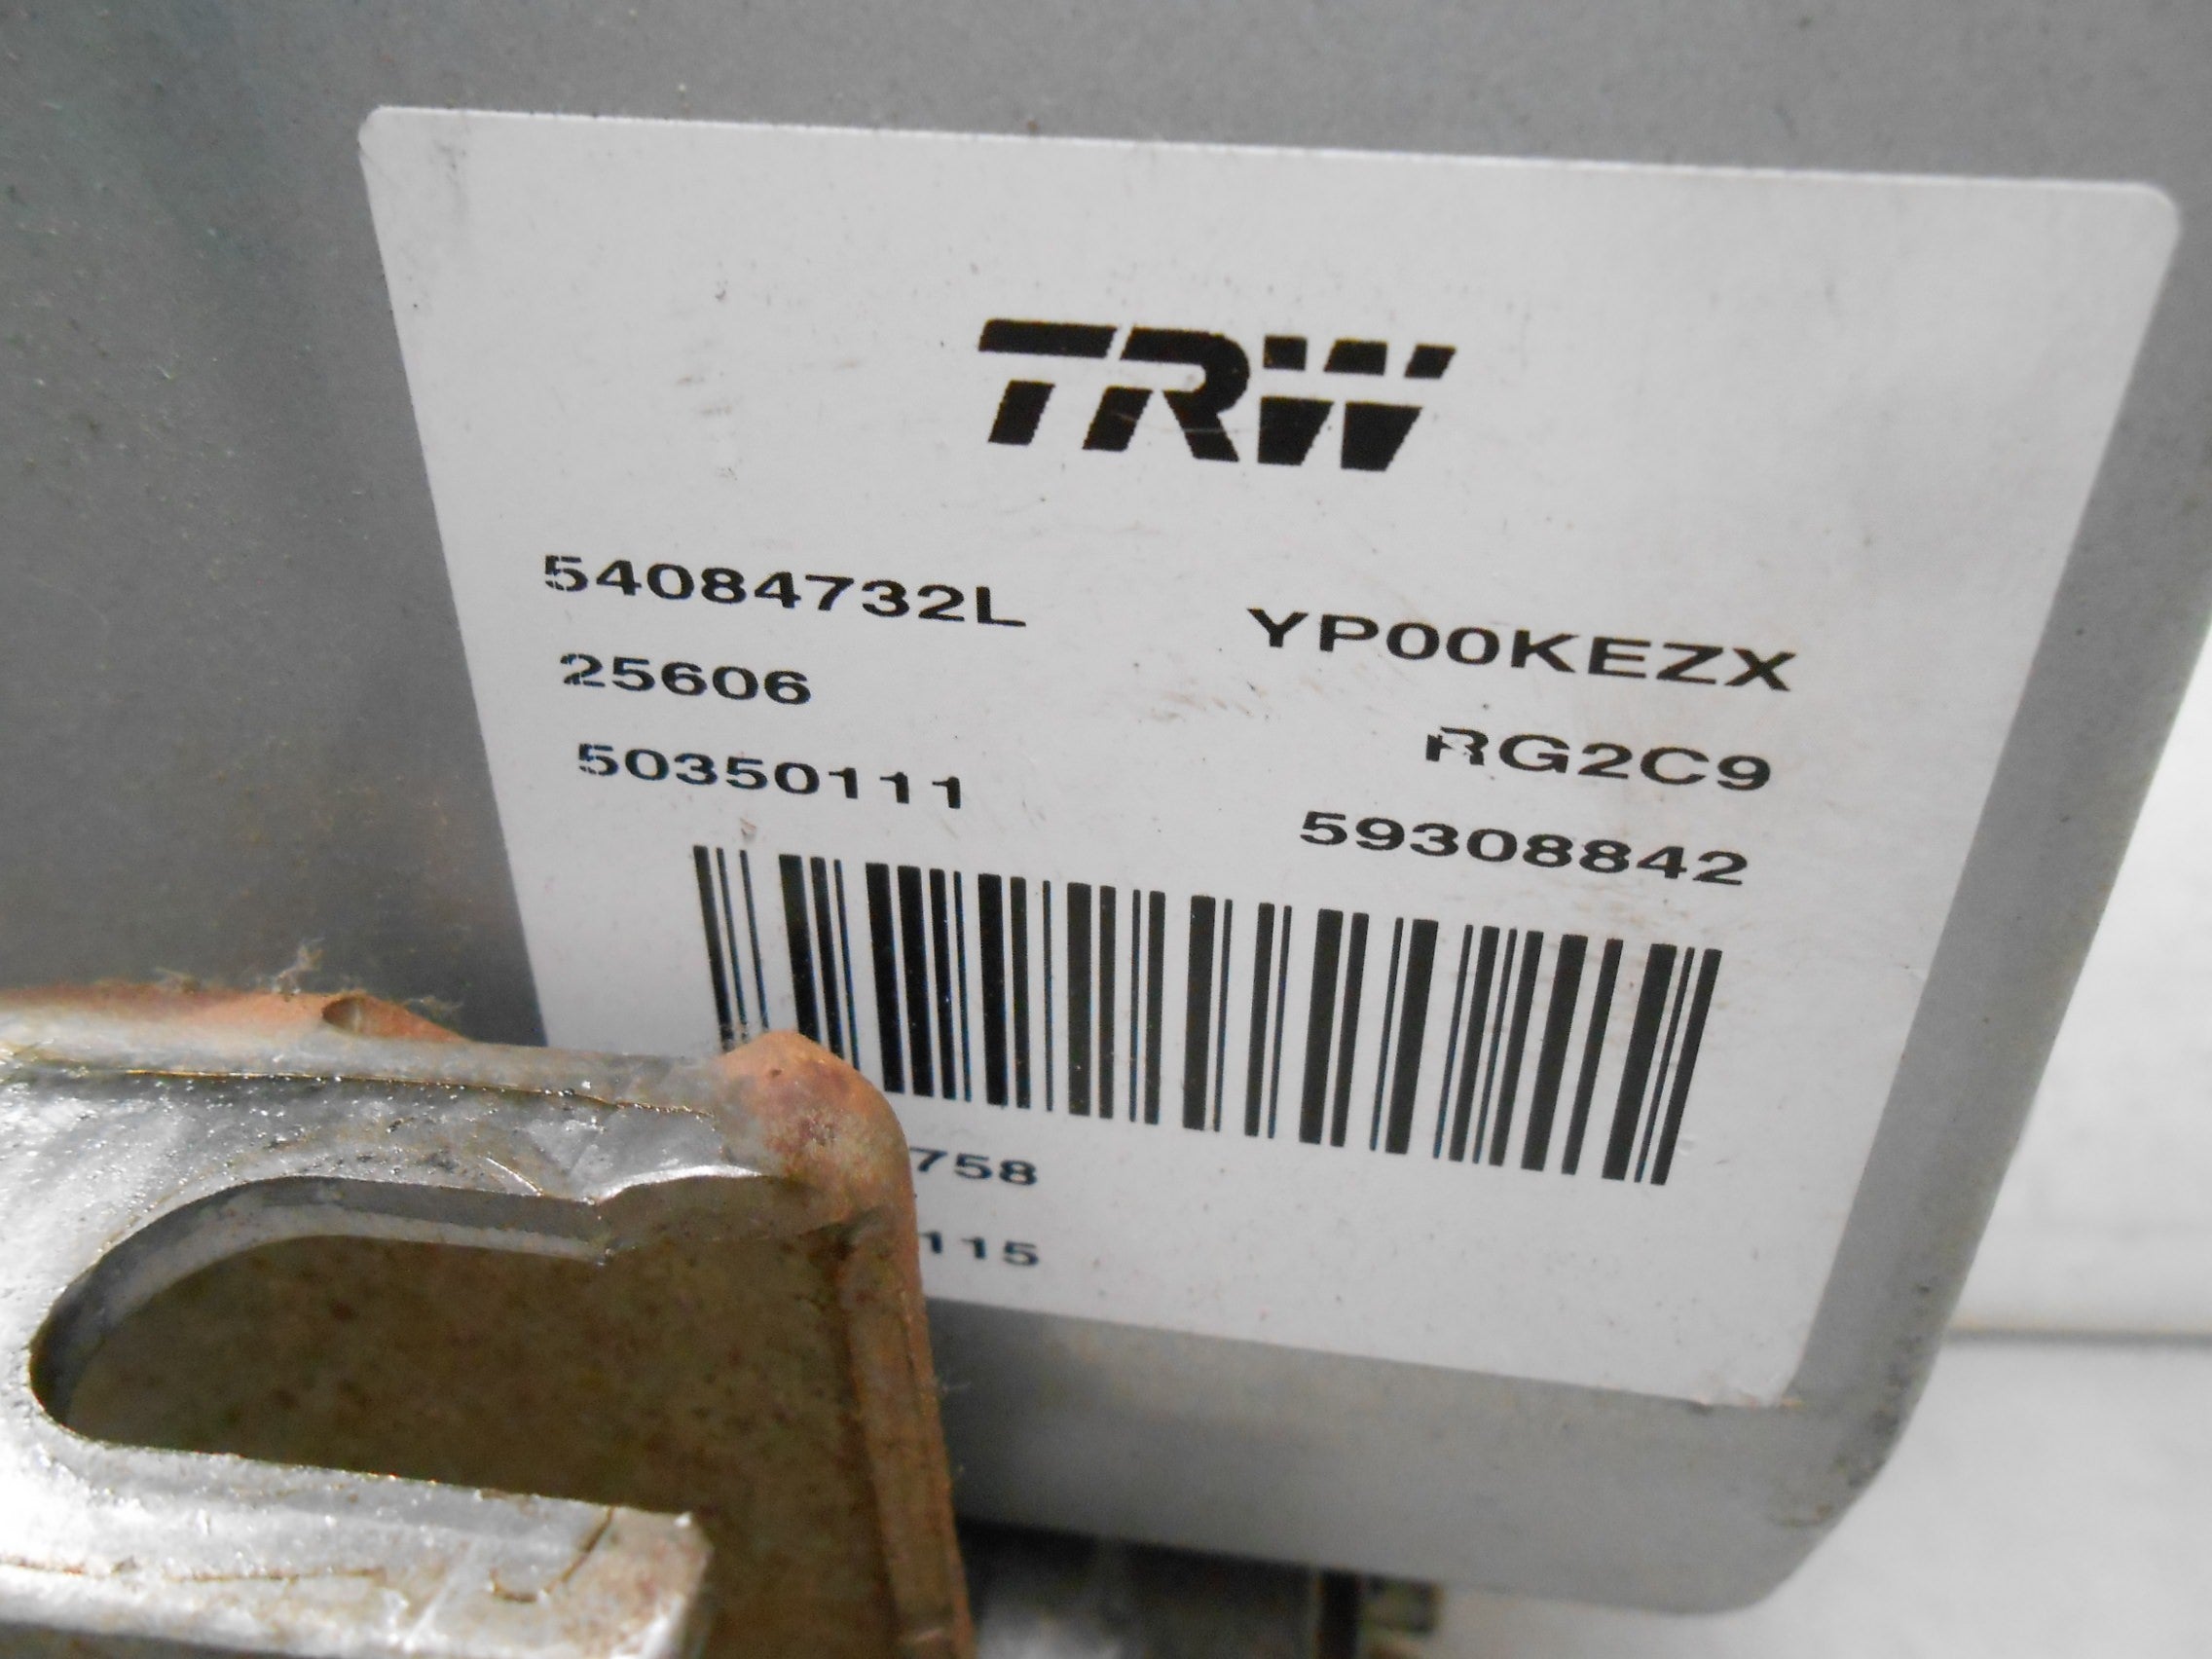 TRW
54084732L YP00KEZX
25606 RG2C9
50350111 59308842
758
115